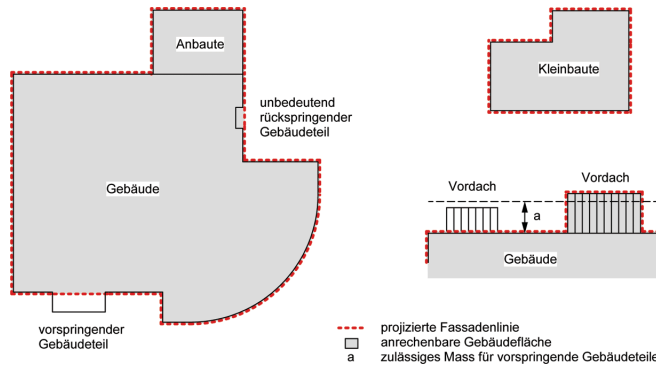 Anbaute
Kleinbaute
unbedeutend
rückspringender
Gebäudeteil
Gebäude
Vordach
Vordach
a
Gebäude
vorspringender
Gebäudeteil
projizierte Fassadenlinie
anrechenbare Gebäudefläche
a zulässiges Mass für vorspringende Gebäudeteile